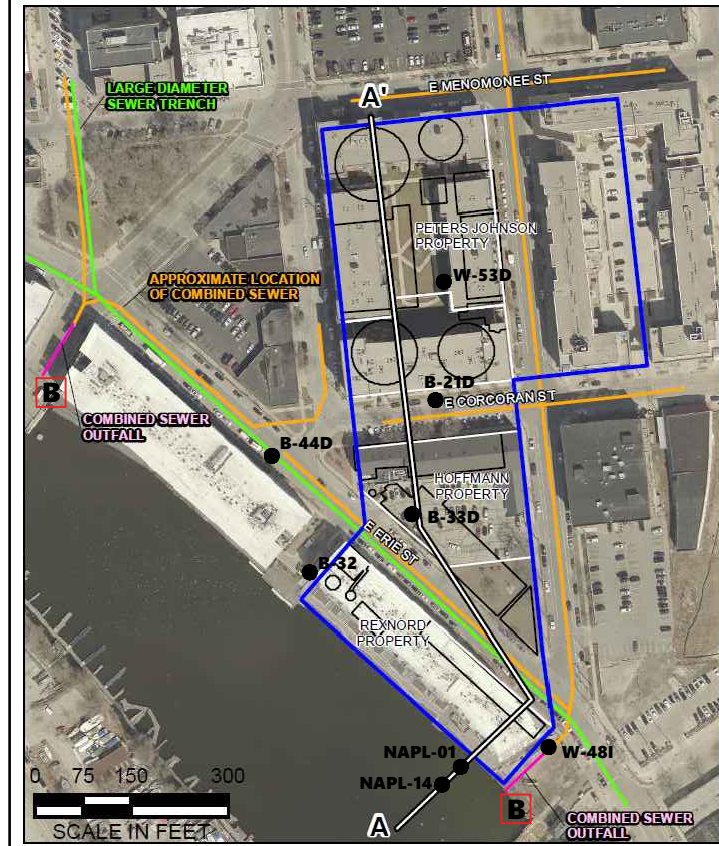 E MENOMONEE ST
LARGE DIAMETER
SEWER TRENCH
A'
PETERS JOHNSON
PROPERTY
W-53D
APPROXIMATE LOCATION
OF COMBINED SEWER
B
B-21D
E CORCORAN ST
COMBINED SEWER
OUTFALL
B-44D
HOFFMANN
PROPERTY
B-33D
E ERIE ST
B-32
REXNORD
PROPERTY
W-48I
NAPL-01
NAPL-14
0 75 150 300
SCALE IN FEET
A
B
COMBINED SEWER
OUTFALL